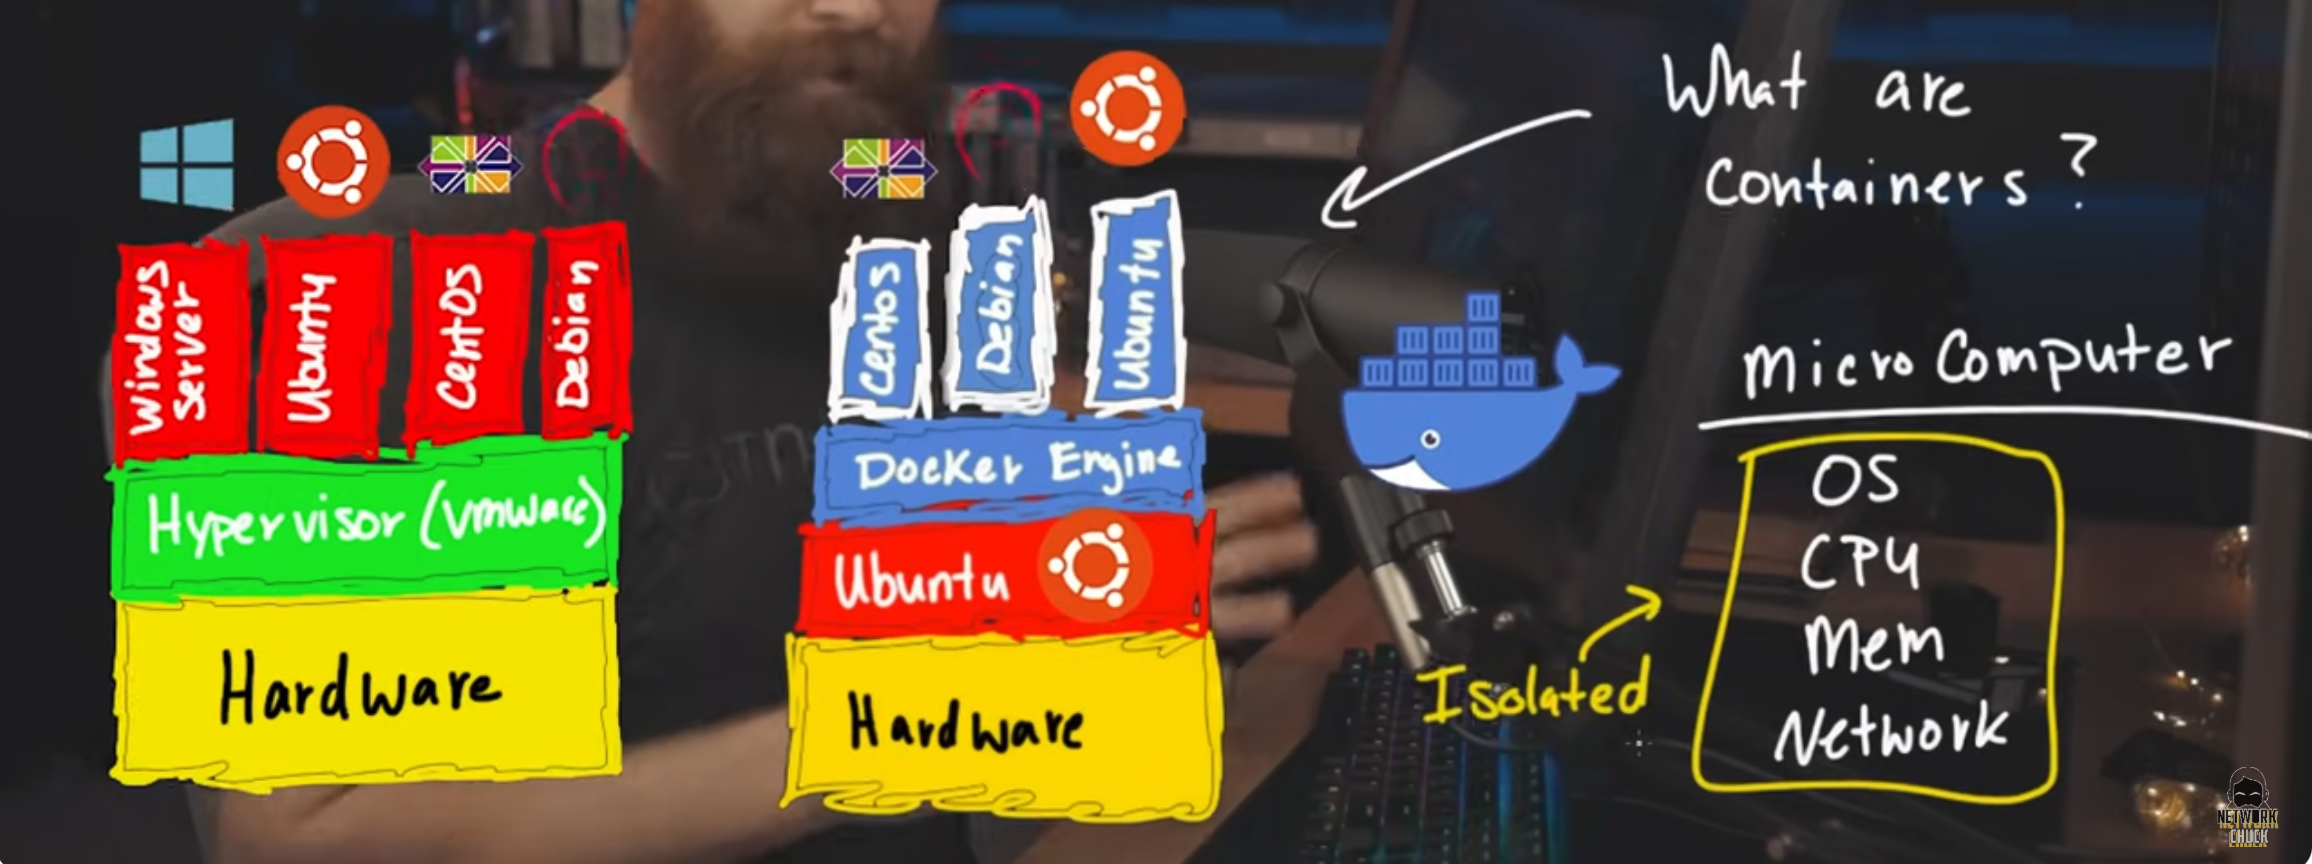 What are
Containers?
Windows
Server
Ubuntu
CentOS
Debian
Hypervisor (vmware)
Hardware
Centos
Debian
Ubuntu
Docker Engine
Ubuntu
Hardware
Micro Computer
OS
CPU
Mem
Network
Isolated
NETWORK
CHUCK